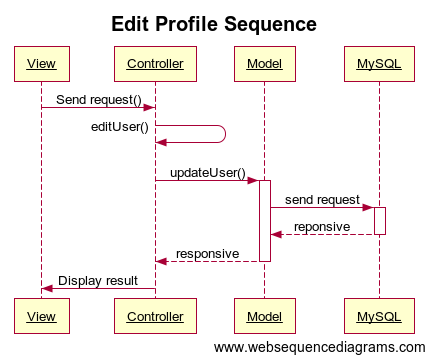 Edit Profile Sequence
View Controller Model MySQL
Send request()
editUser()
updateUser()
send request
reponsive
responsive
Display result
View Controller Model MySQL
www.websequencediagrams.com